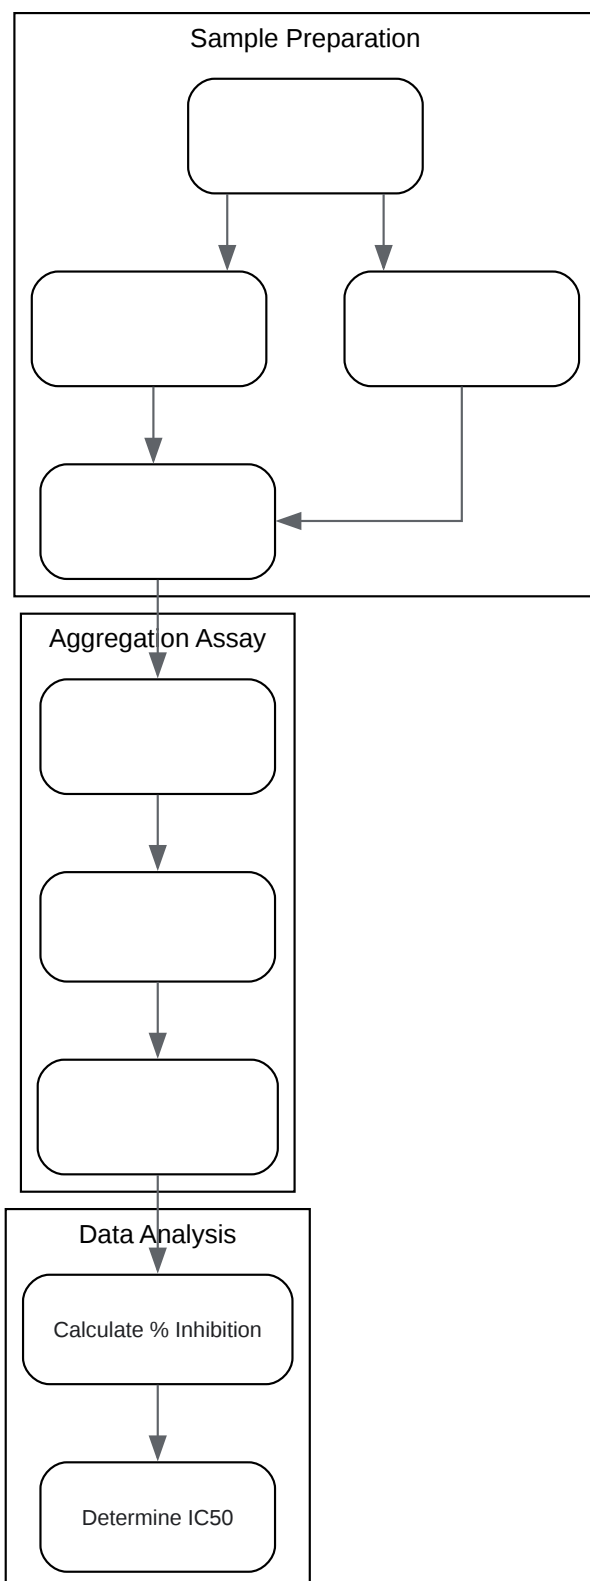 Sample Preparation
Aggregation Assay
Data Analysis
Calculate % Inhibition
Determine IC50